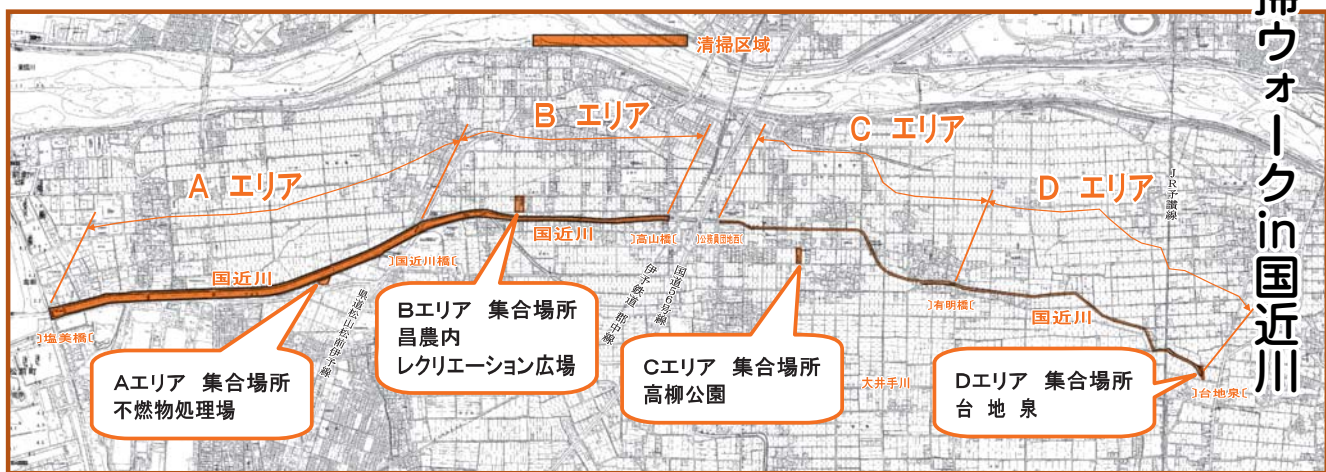 掃ウォークin国近川
清掃区域
A エリア
B エリア
C エリア
D エリア
国近川
国近川
国近川
]塩美橋[
]国近川橋[
]高山橋[
]有明橋[
]台地泉[
県道松山松前伊予線
伊予鉄道 郡中線
国道56号線
JR予讃線
大井手川
Aエリア 集合場所
不燃物処理場
Bエリア 集合場所
昌農内
レクリエーション広場
Cエリア 集合場所
高柳公園
Dエリア 集合場所
台 地 泉